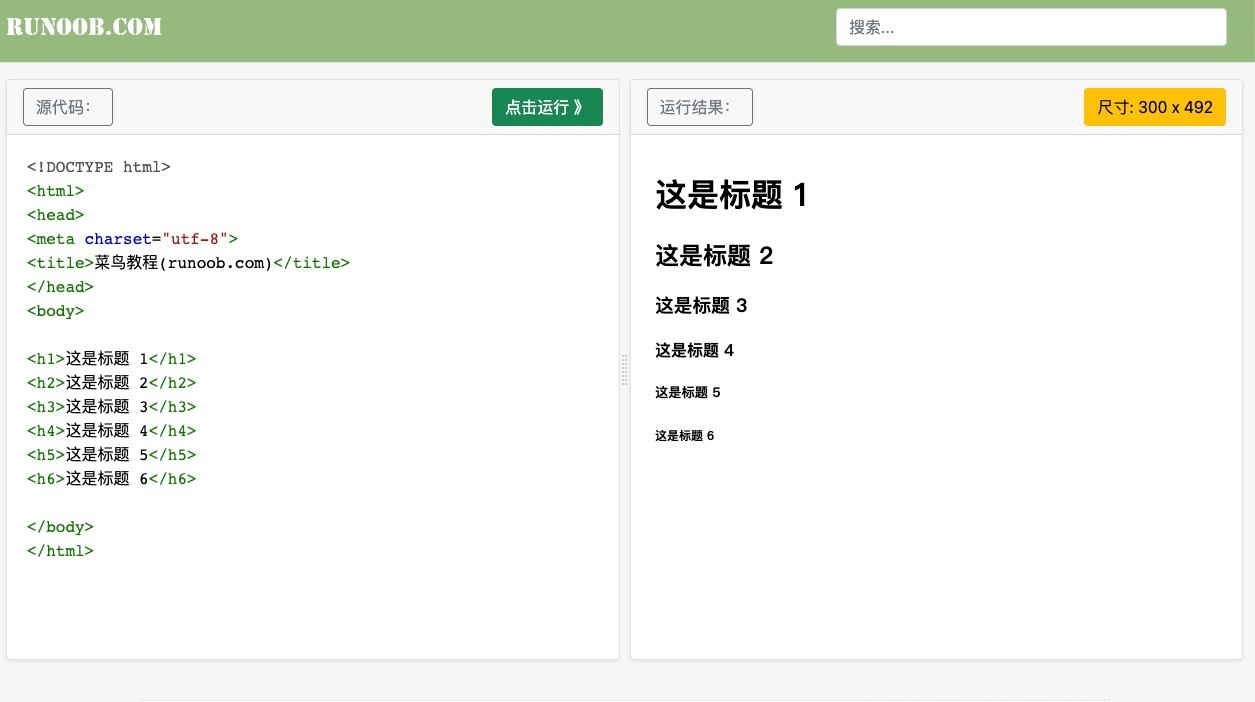 RUNOOB.COM
搜索...
源代码：
点击运行 》
<!DOCTYPE html>
<html>
<head>
<meta charset="utf-8">
<title>菜鸟教程(runoob.com)</title>
</head>
<body>
<h1>这是标题 1</h1>
<h2>这是标题 2</h2>
<h3>这是标题 3</h3>
<h4>这是标题 4</h4>
<h5>这是标题 5</h5>
<h6>这是标题 6</h6>
</body>
</html>
运行结果：
尺寸: 300 x 492
这是标题 1
这是标题 2
这是标题 3
这是标题 4
这是标题 5
这是标题 6